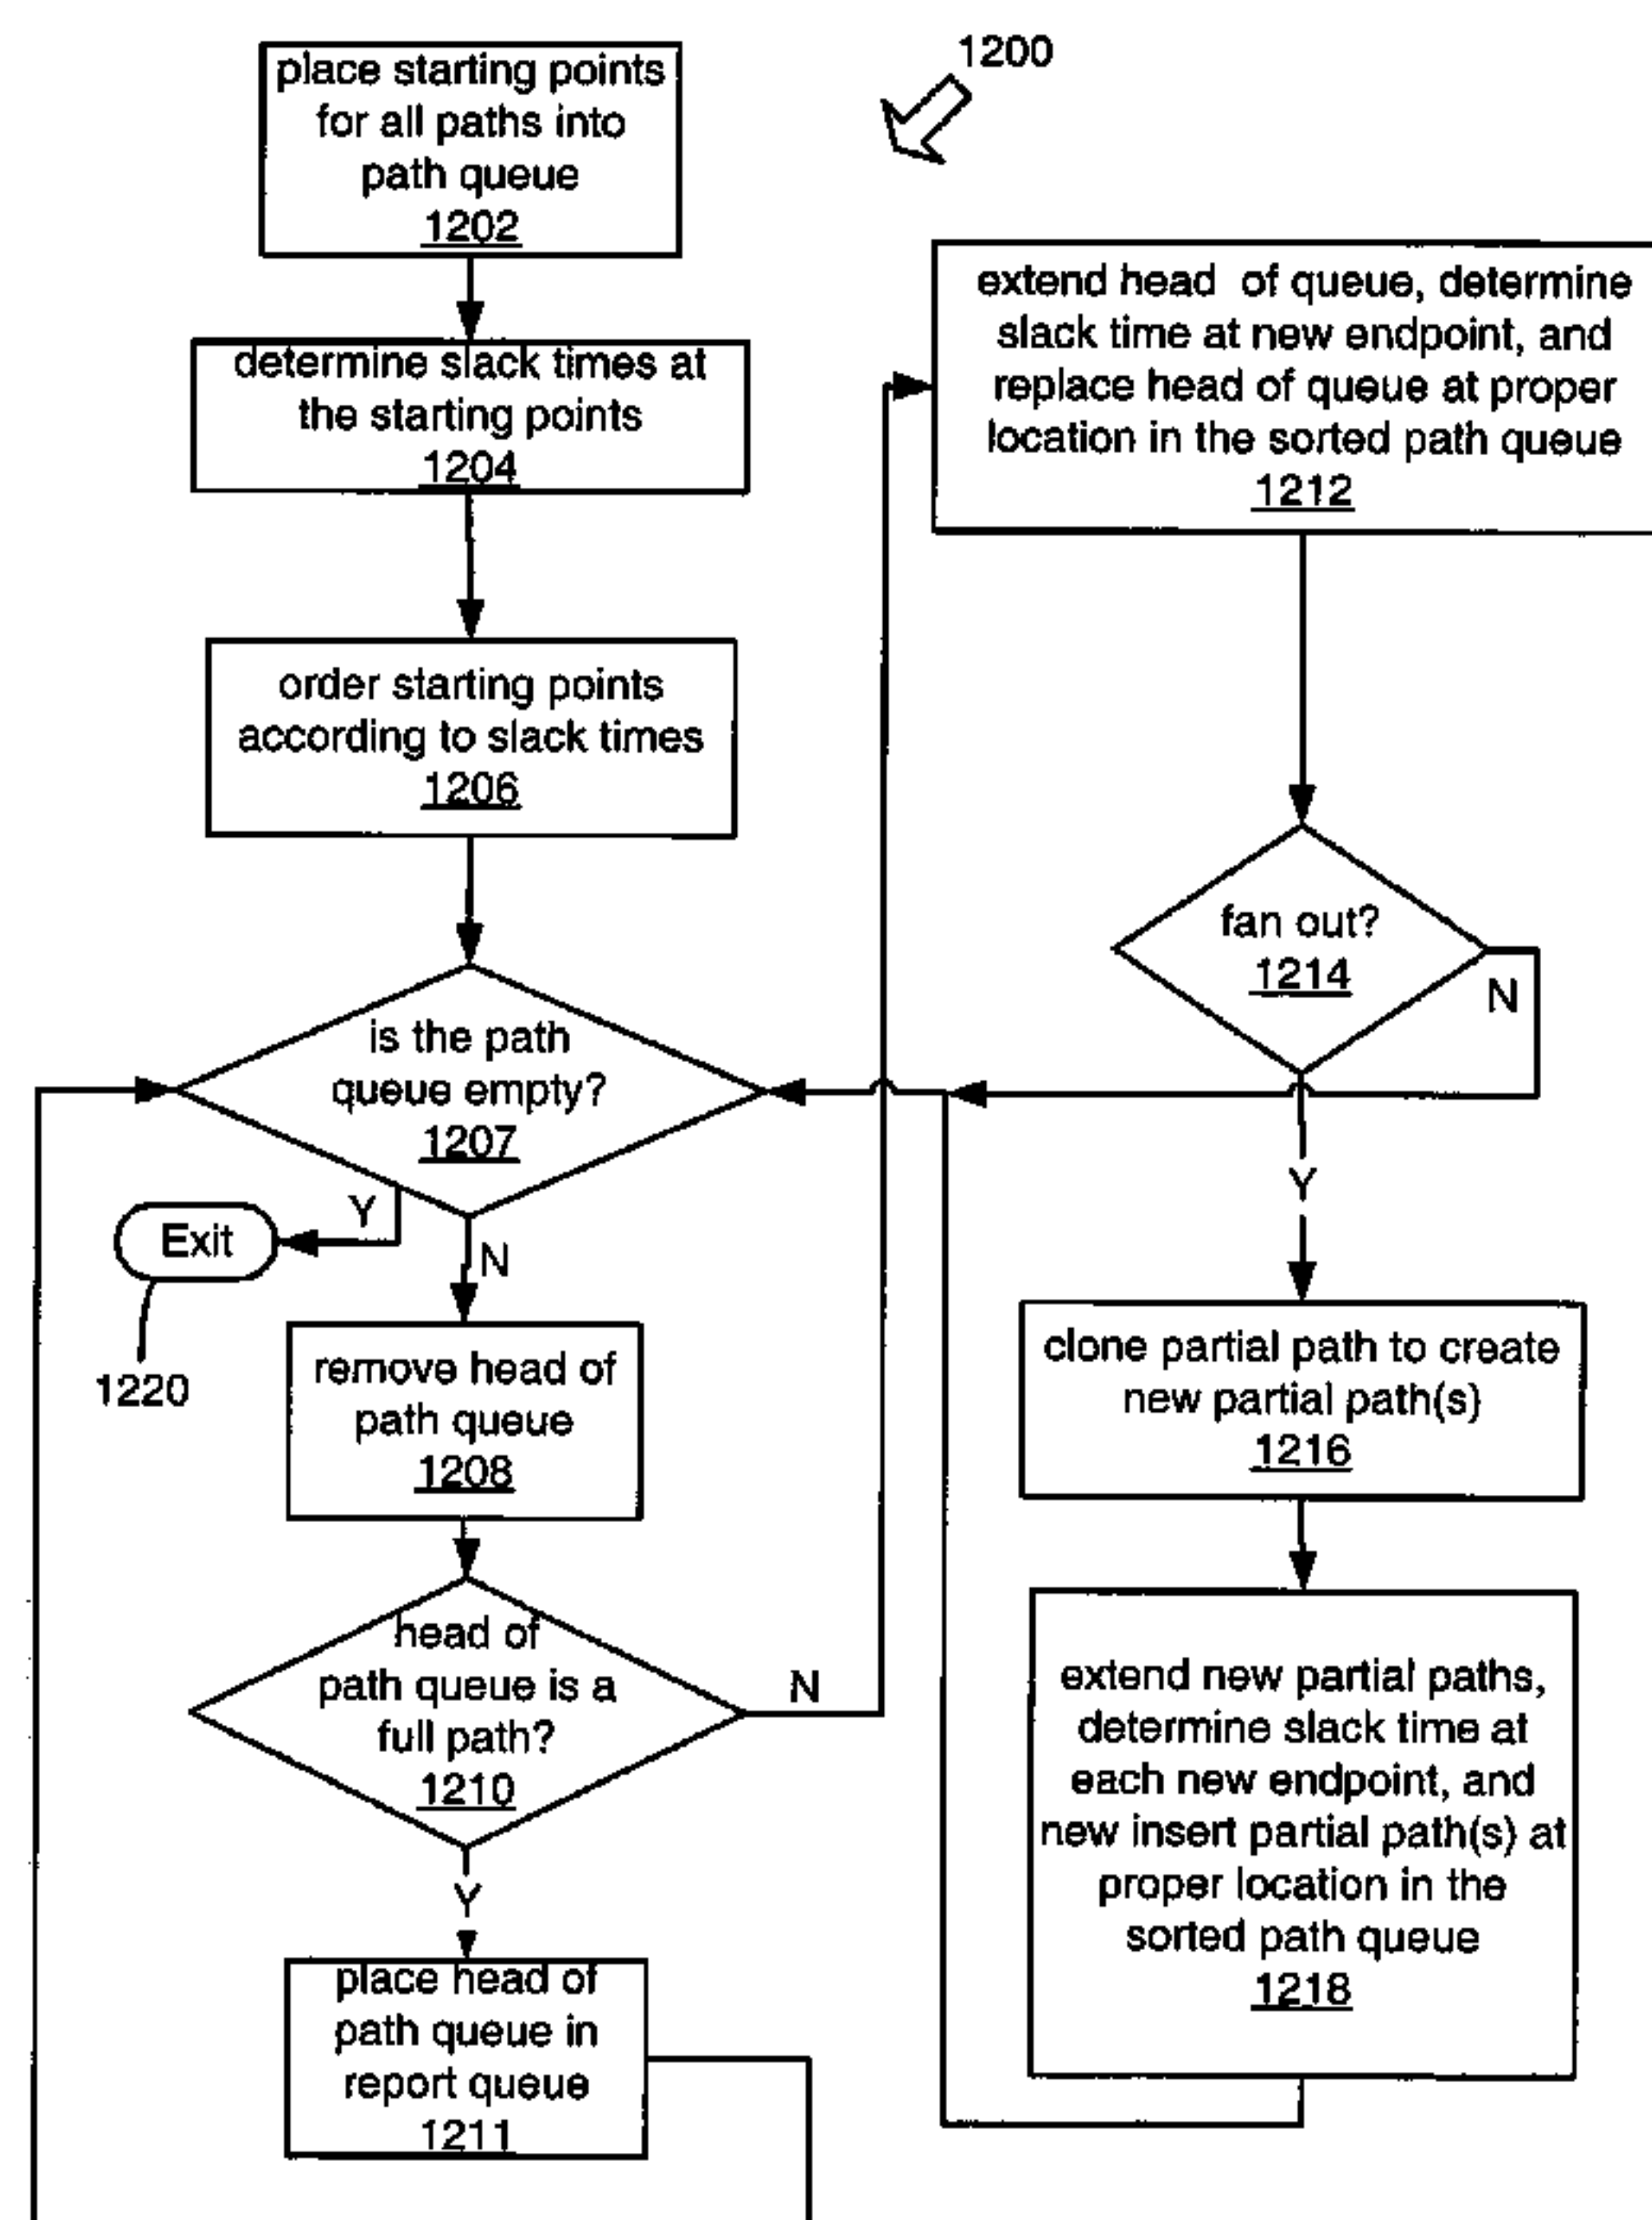 1200
place starting points
for all paths into
path queue
1202
determine slack times at
the starting points
1204
order starting points
according to slack times
1206
is the path
queue empty?
1207
Y
Exit
1220
N
remove head of
path queue
1208
head of
path queue is a
full path?
1210
N
Y
place head of
path queue in
report queue
1211
extend head of queue, determine
slack time at new endpoint, and
replace head of queue at proper
location in the sorted path queue
1212
fan out?
1214
N
Y
clone partial path to create
new partial path(s)
1216
extend new partial paths,
determine slack time at
each new endpoint, and
new insert partial path(s) at
proper location in the
sorted path queue
1218